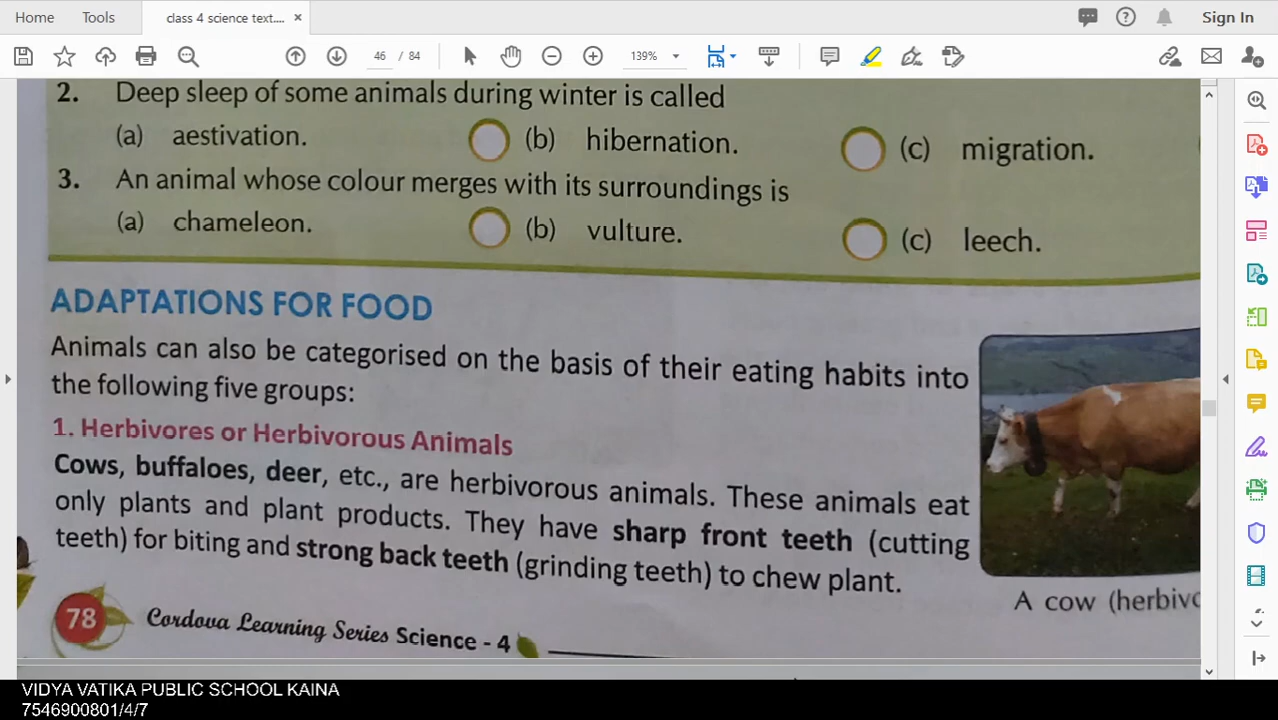 Home Tools class 4 science text.... × Sign In
46 / 84 139%
2. Deep sleep of some animals during winter is called
(a) aestivation. (b) hibernation. (c) migration.
3. An animal whose colour merges with its surroundings is
(a) chameleon. (b) vulture. (c) leech.
ADAPTATIONS FOR FOOD
Animals can also be categorised on the basis of their eating habits into
the following five groups:
1. Herbivores or Herbivorous Animals
Cows, buffaloes, deer, etc., are herbivorous animals. These animals eat
only plants and plant products. They have sharp front teeth (cutting
teeth) for biting and strong back teeth (grinding teeth) to chew plant.
A cow (herbivo
78 Cordova Learning Series Science - 4
VIDYA VATIKA PUBLIC SCHOOL KAINA
7546900801/4/7